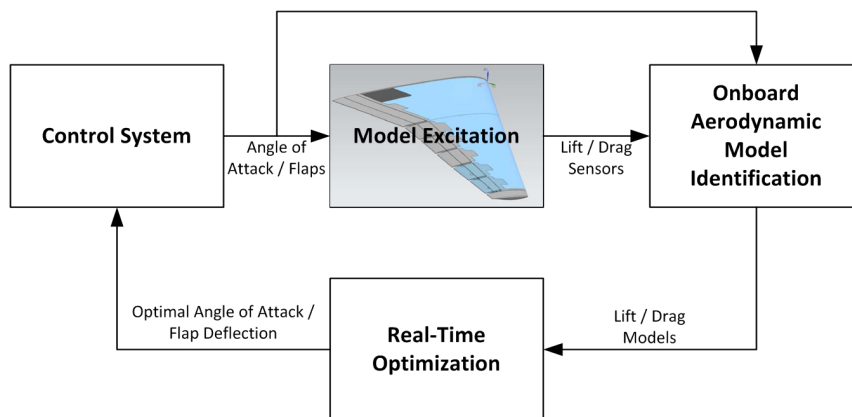 Control System
Angle of
Attack / Flaps
Model Excitation
Lift / Drag
Sensors
Onboard
Aerodynamic
Model
Identification
Optimal Angle of Attack /
Flap Deflection
Real-Time
Optimization
Lift / Drag
Models